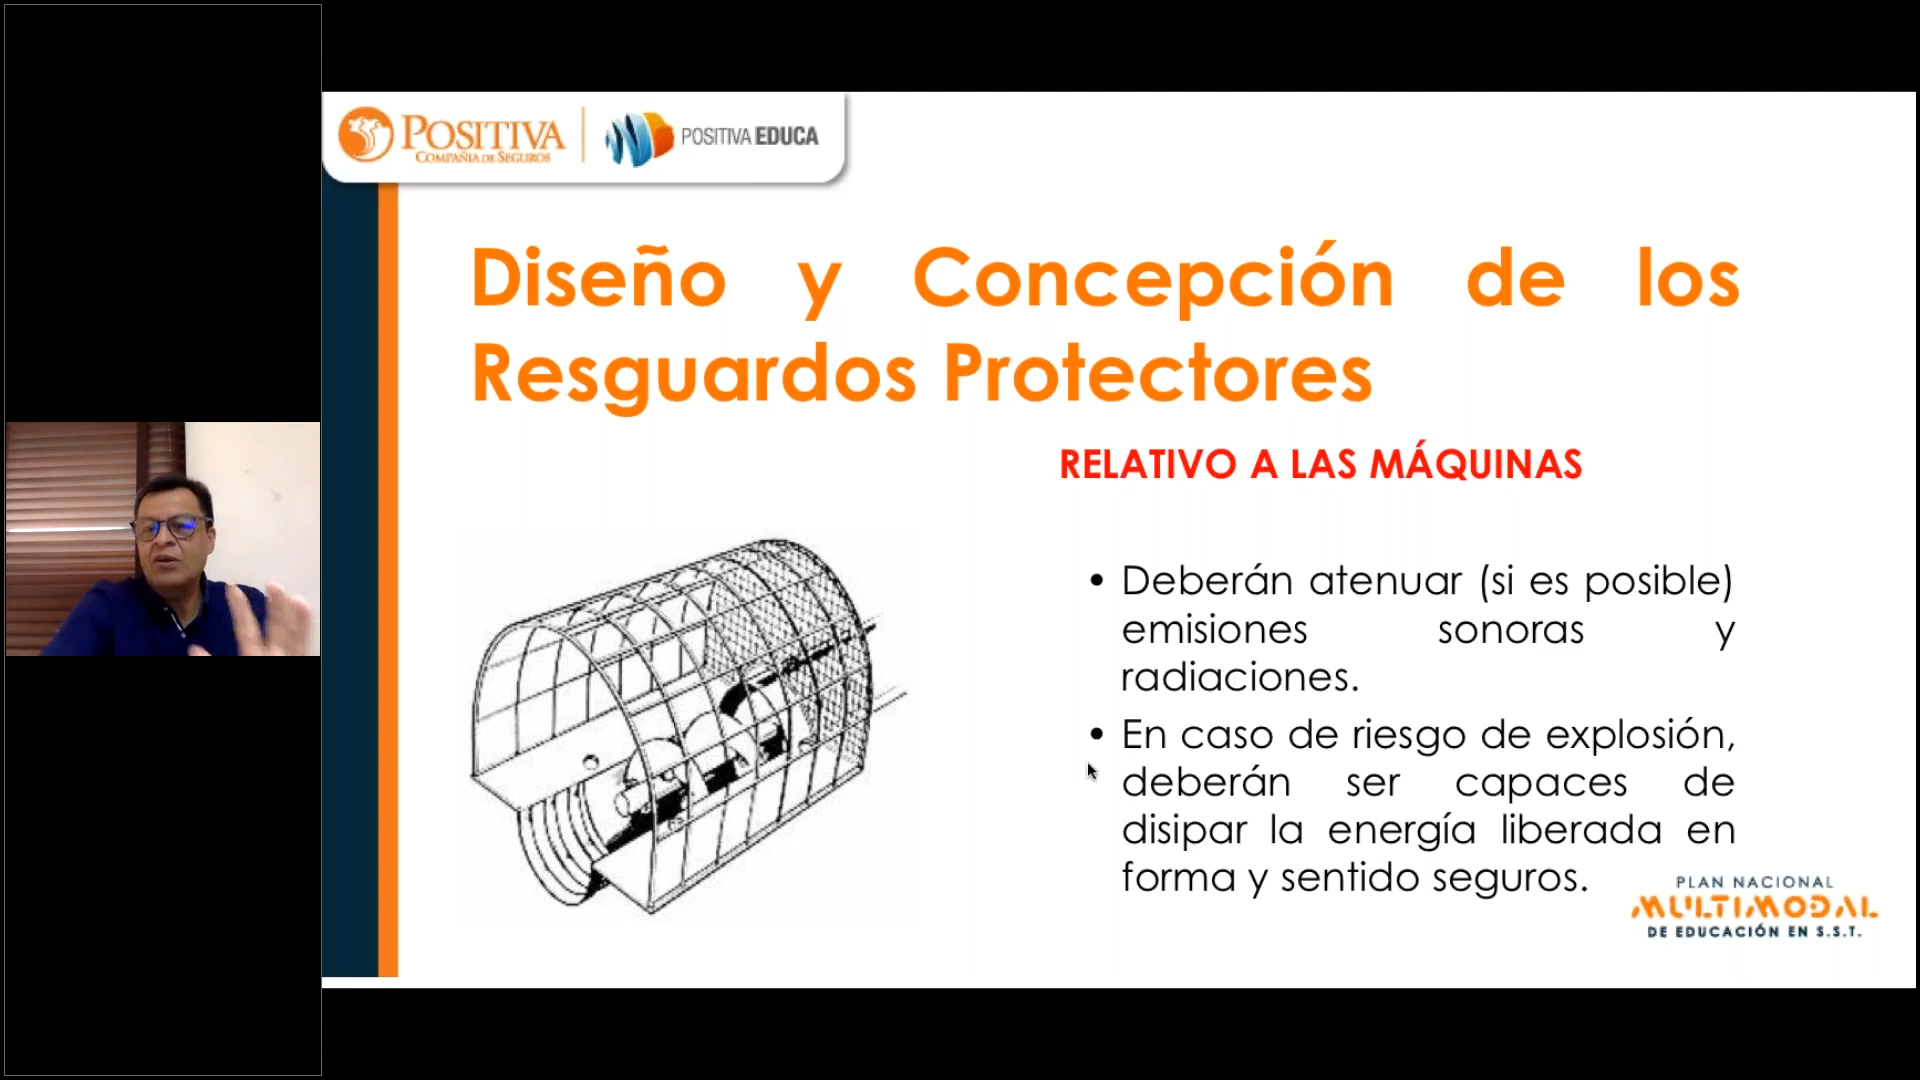 POSITIVA
COMPAÑIA DE SEGUROS
POSITIVA EDUCA
Diseño y Concepción de los
Resguardos Protectores
RELATIVO A LAS MÁQUINAS
• Deberán atenuar (si es posible)
emisiones sonoras y
radiaciones.
• En caso de riesgo de explosión,
deberán ser capaces de
disipar la energía liberada en
forma y sentido seguros.
PLAN NACIONAL
MULTIMODAL
DE EDUCACIÓN EN S.S.T.